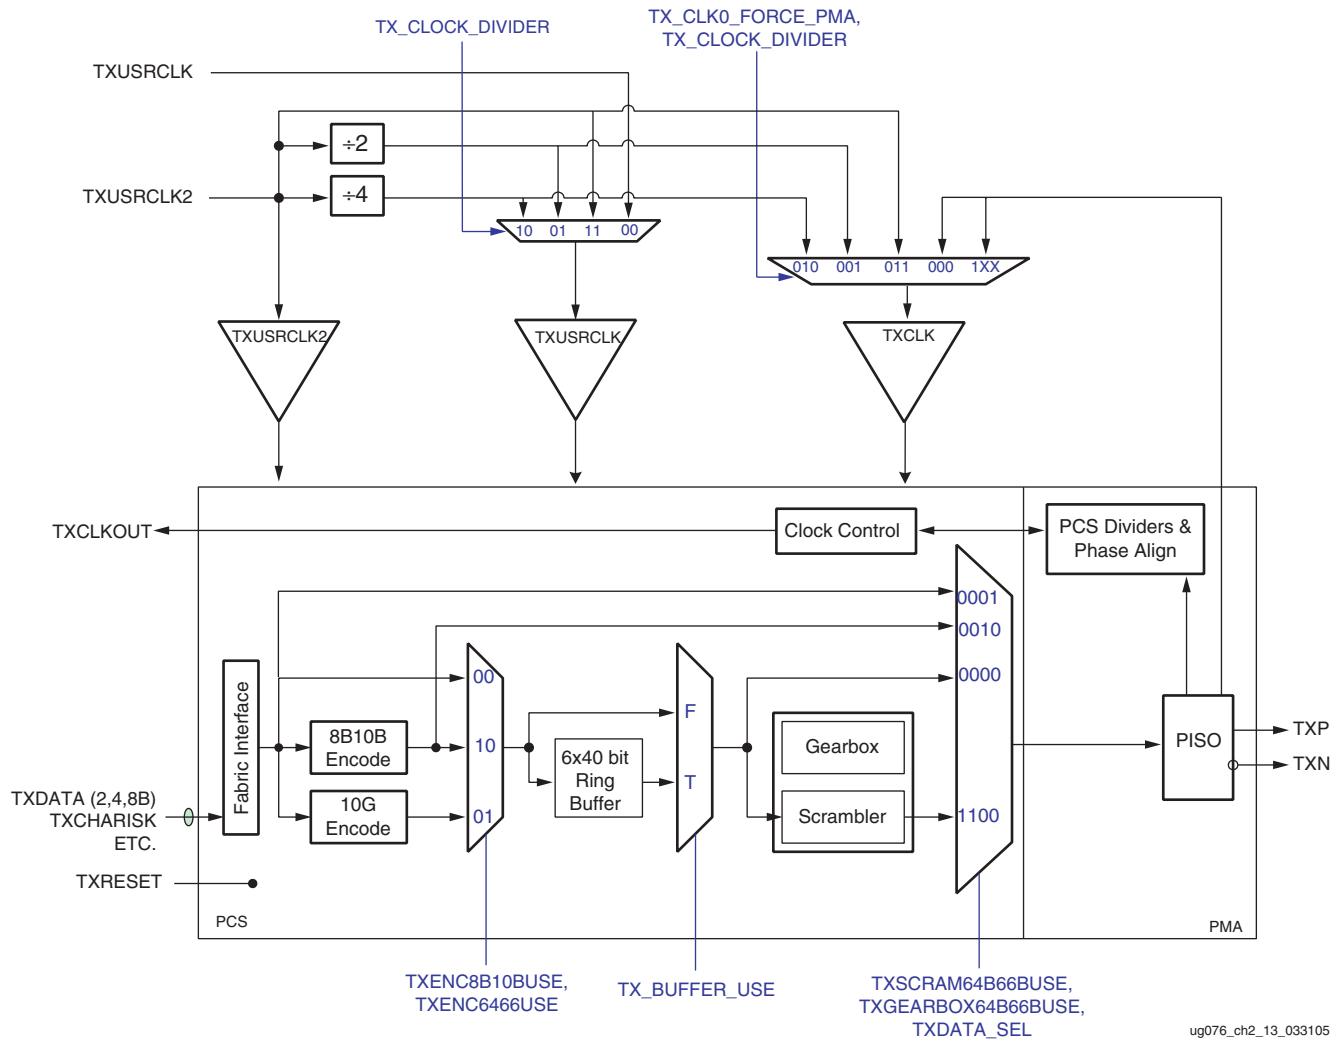 TX_CLOCK_DIVIDER
TX_CLK0_FORCE_PMA,
TX_CLOCK_DIVIDER
TXUSRCLK
÷2
TXUSRCLK2
÷4
10 01 11 00
010 001 011 000 1XX
TXUSRCLK2
TXUSRCLK
TXCLK
TXCLKOUT
Clock Control
PCS Dividers &
Phase Align
0001
0010
0000
1100
Fabric Interface
8B10B
Encode
10G
Encode
00
10
01
6x40 bit
Ring
Buffer
F
T
Gearbox
Scrambler
PISO
TXP
TXN
TXDATA (2,4,8B)
TXCHARISK
ETC.
TXRESET
PCS
PMA
TXENC8B10BUSE,
TXENC6466USE
TX_BUFFER_USE
TXSCRAM64B66BUSE,
TXGEARBOX64B66BUSE,
TXDATA_SEL
ug076_ch2_13_033105